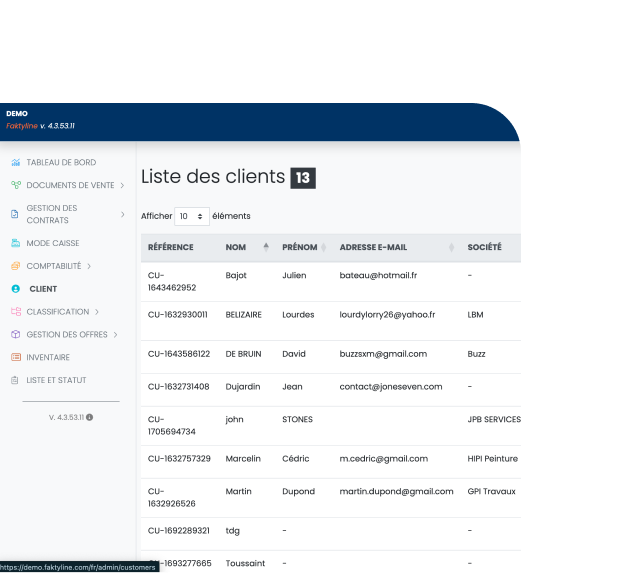 DEMO
Faktyline v. 4.3.53.11
TABLEAU DE BORD
DOCUMENTS DE VENTE
GESTION DES
CONTRATS
MODE CAISSE
COMPTABILITÉ
CLIENT
CLASSIFICATION
GESTION DES OFFRES
INVENTAIRE
LISTE ET STATUT
V. 4.3.53.11
Liste des clients 13
Afficher 10 éléments
RÉFÉRENCE NOM PRÉNOM ADRESSE E-MAIL SOCIÉTÉ
CU-
1643462952 Bajot Julien bateau@hotmail.fr -
CU-1632930011 BELIZAIRE Lourdes lourdylorry26@yahoo.fr LBM
CU-1643586122 DE BRUIN David buzzsxm@gmail.com Buzz
CU-1632731408 Dujardin Jean contact@joneseven.com -
CU-
1705694734 john STONES JPB SERVICES
CU-1632757329 Marcelin Cédric m.cedric@gmail.com HIPI Peinture
CU-
1632926526 Martin Dupond martin.dupond@gmail.com GPI Travaux
CU-1692289321 tdg - -
-1693277665 Toussaint - -
https://demo.faktyline.com/fr/admin/customers